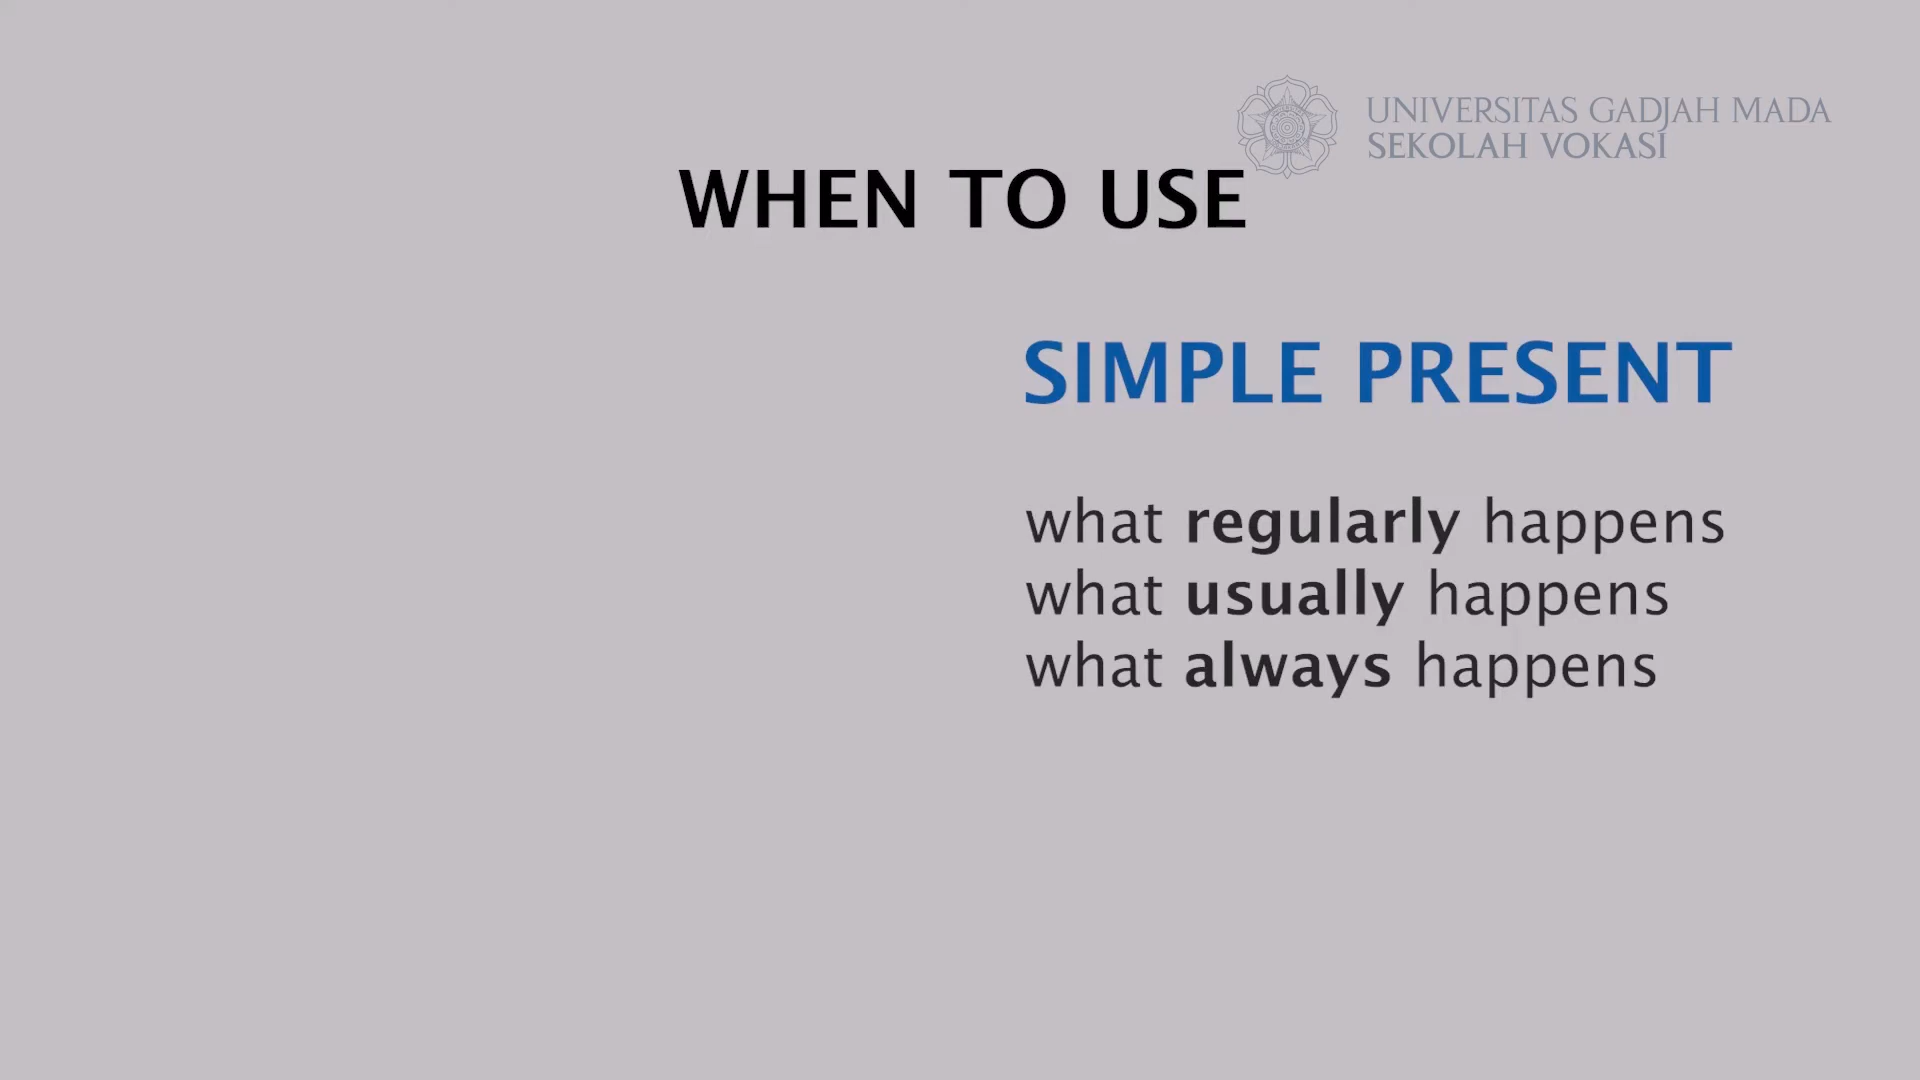 UNIVERSITAS GADJAH MADA
SEKOLAH VOKASI
WHEN TO USE
SIMPLE PRESENT
what regularly happens
what usually happens
what always happens